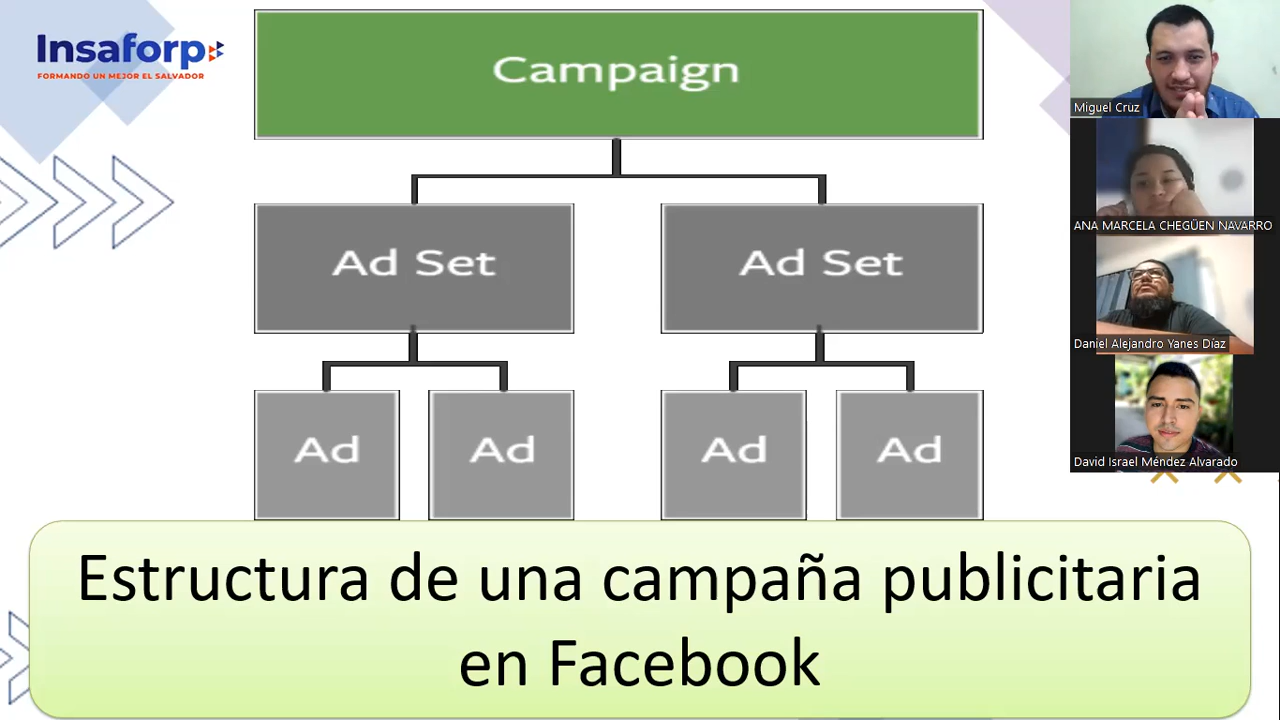 Insaforp
FORMANDO UN MEJOR EL SALVADOR
Campaign
Ad Set Ad Set
Ad Ad Ad Ad
Estructura de una campaña publicitaria
en Facebook
Miguel Cruz
ANA MARCELA CHEGÜEN NAVARRO
Daniel Alejandro Yanes Díaz
David Israel Méndez Alvarado